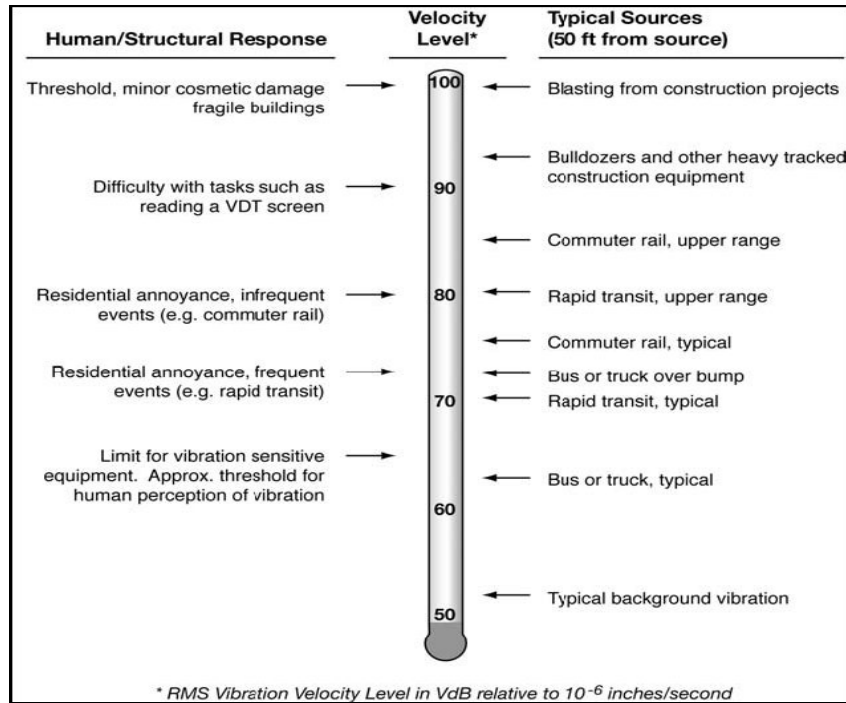 Human/Structural Response
Velocity
Level*
Typical Sources
(50 ft from source)
Threshold, minor cosmetic damage
fragile buildings
100
Blasting from construction projects
Bulldozers and other heavy tracked
construction equipment
Difficulty with tasks such as
reading a VDT screen
90
Commuter rail, upper range
Residential annoyance, infrequent
events (e.g. commuter rail)
80
Rapid transit, upper range
Commuter rail, typical
Residential annoyance, frequent
events (e.g. rapid transit)
Bus or truck over bump
70
Rapid transit, typical
Limit for vibration sensitive
equipment. Approx. threshold for
human perception of vibration
Bus or truck, typical
60
Typical background vibration
50
* RMS Vibration Velocity Level in VdB relative to 10⁻⁶ inches/second